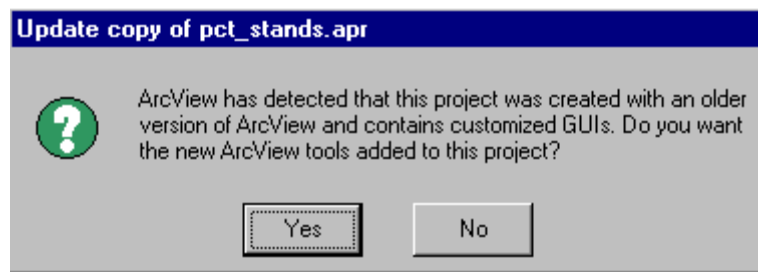 Update copy of pct_stands.apr
ArcView has detected that this project was created with an older
version of ArcView and contains customized GUIs. Do you want
the new ArcView tools added to this project?
Yes
No